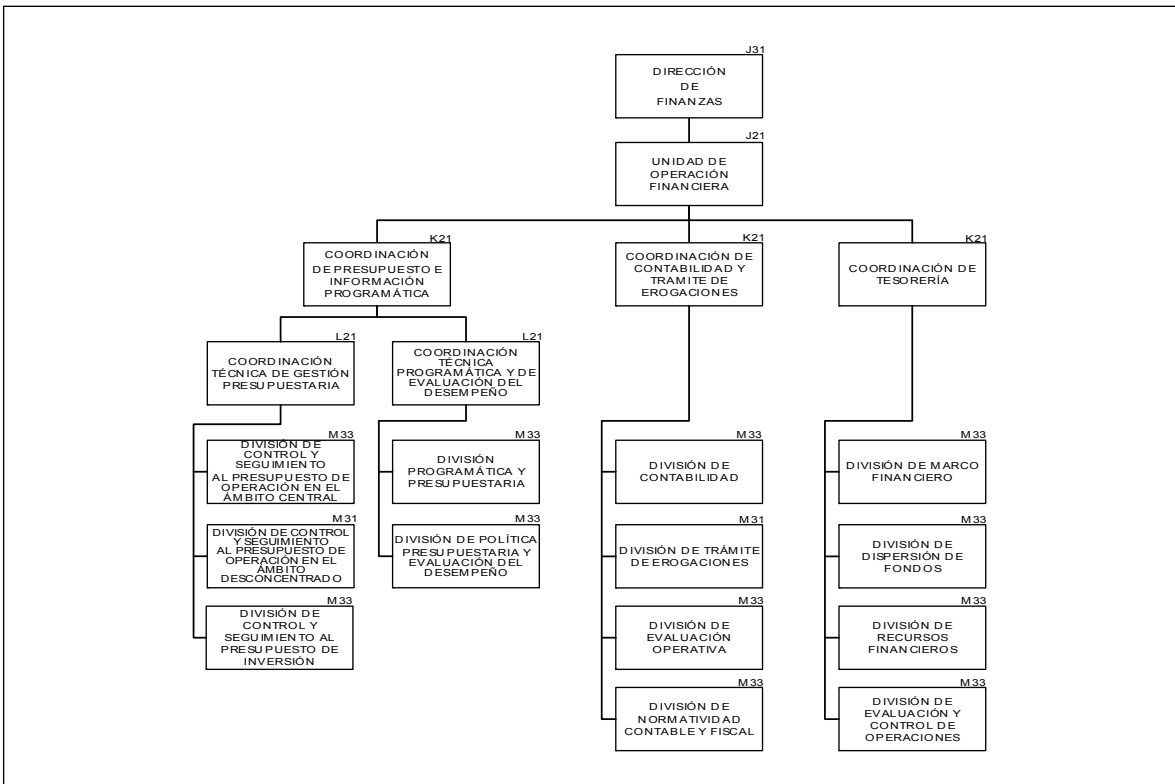 J31
DIRECCIÓN
DE
FINANZAS
J21
UNIDAD DE
OPERACIÓN
FINANCIERA
K21
COORDINACIÓN
DE PRESUPUESTO E
INFORMACIÓN
PROGRAMÁTICA
K21
COORDINACIÓN DE
CONTABILIDAD Y
TRAMITE DE
EROGACIONES
K21
COORDINACIÓN DE
TESORERÍA
L21
COORDINACIÓN
TÉCNICA DE GESTIÓN
PRESUPUESTARIA
L21
COORDINACIÓN
TÉCNICA
PROGRAMÁTICA Y DE
EVALUACIÓN DEL
DESEMPEÑO
M33
DIVISIÓN DE
CONTROL Y
SEGUIMIENTO
AL PRESUPUESTO DE
OPERACIÓN EN EL
ÁMBITO CENTRAL
M33
DIVISIÓN
PROGRAMÁTICA Y
PRESUPUESTARIA
M33
DIVISIÓN DE
CONTABILIDAD
M33
DIVISIÓN DE MARCO
FINANCIERO
M31
DIVISIÓN DE CONTROL
Y SEGUIMIENTO
AL PRESUPUESTO DE
OPERACIÓN EN EL
ÁMBITO
DESCONCENTRADO
M33
DIVISIÓN DE POLÍTICA
PRESUPUESTARIA Y
EVALUACIÓN DEL
DESEMPEÑO
M31
DIVISIÓN DE TRÁMITE
DE EROGACIONES
M33
DIVISIÓN DE
DISPERSIÓN DE
FONDOS
M33
DIVISIÓN DE
CONTROL Y
SEGUIMIENTO AL
PRESUPUESTO DE
INVERSIÓN
M33
DIVISIÓN DE
EVALUACIÓN
OPERATIVA
M33
DIVISIÓN DE
RECURSOS
FINANCIEROS
M33
DIVISIÓN DE
NORMATIVIDAD
CONTABLE Y FISCAL
M33
DIVISIÓN DE
EVALUACIÓN Y
CONTROL DE
OPERACIONES